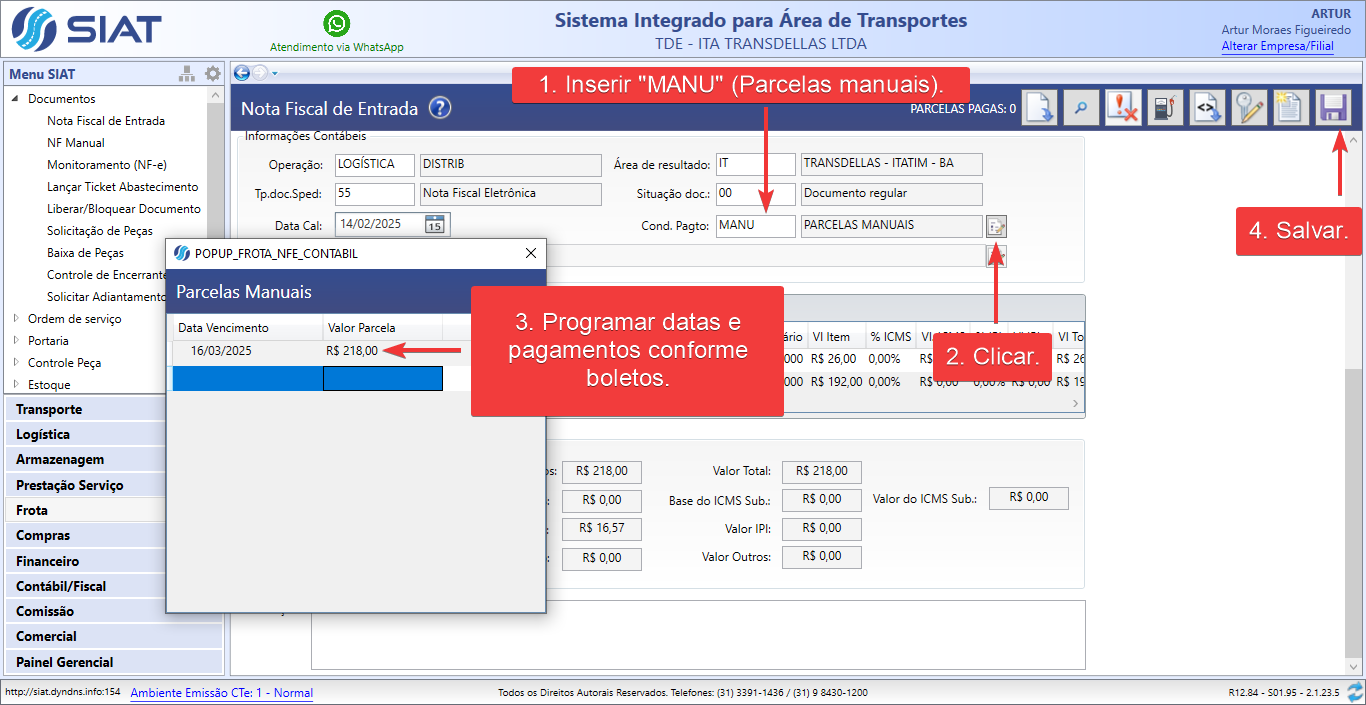 SIAT
Atendimento via WhatsApp
Sistema Integrado para Área de Transportes
TDE - ITA TRANSDELLAS LTDA
ARTUR
Artur Moraes Figueiredo
Alterar Empresa/Filial
Menu SIAT
Documentos
Nota Fiscal de Entrada
NF Manual
Monitoramento (NF-e)
Lançar Ticket Abastecimento
Liberar/Bloquear Documento
Solicitação de Peças
Baixa de Peças
Controle de Encerrante
Solicitar Adiantamento
Ordem de serviço
Portaria
Controle Peça
Estoque
Transporte
Logística
Armazenagem
Prestação Serviço
Frota
Compras
Financeiro
Contábil/Fiscal
Comissão
Comercial
Painel Gerencial
1. Inserir "MANU" (Parcelas manuais).
Nota Fiscal de Entrada ?
PARCELAS PAGAS: 0
Informações Contábeis
Operação: LOGÍSTICA DISTRIB
Área de resultado: IT TRANSDELLAS - ITATIM - BA
Tp.doc.Sped: 55 Nota Fiscal Eletrônica
Situação doc.: 00 Documento regular
Data Cal: 14/02/2025 15
Cond. Pagto: MANU PARCELAS MANUAIS
4. Salvar.
POPUP_FROTA_NFE_CONTABIL
Parcelas Manuais
Data Vencimento Valor Parcela
16/03/2025 R$ 218,00
3. Programar datas e
pagamentos conforme
boletos.
2. Clicar.
ário Vl Item % ICMS Vl To
000 R$ 26,00 0,00% R$ R$ 26
000 R$ 192,00 0,00% R$ 0,00 0,00% R$ 0,00 R$ 19
os: R$ 218,00 Valor Total: R$ 218,00
R$ 0,00 Base do ICMS Sub.: R$ 0,00 Valor do ICMS Sub.: R$ 0,00
R$ 16,57 Valor IPI: R$ 0,00
R$ 0,00 Valor Outros: R$ 0,00
http://siat.dyndns.info:154
Ambiente Emissão CTe: 1 - Normal
Todos os Direitos Autorais Reservados. Telefones: (31) 3391-1436 / (31) 9 8430-1200
R12.84 - S01.95 - 2.1.23.5